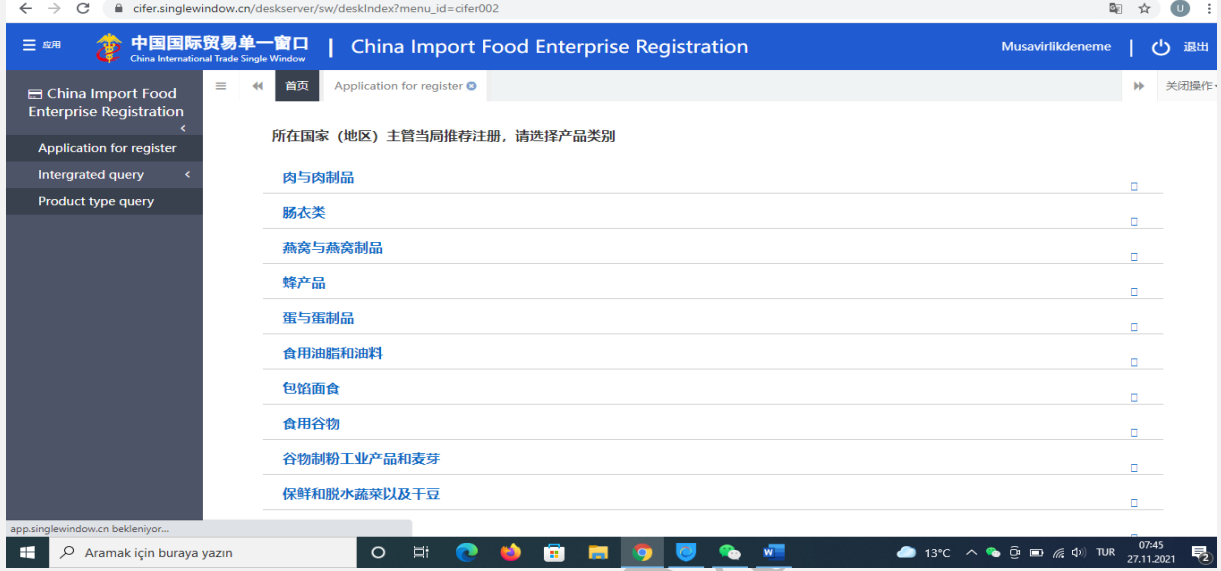 cifer.singlewindow.cn/deskserver/sw/deskIndex?menu_id=cifer002
U
应用
中国国际贸易单一窗口
China International Trade Single Window
| China Import Food Enterprise Registration
Musavirlikdeneme | 退出
China Import Food Enterprise Registration
Application for register
Intergrated query
Product type query
首页
Application for register
关闭操作
所在国家（地区）主管当局推荐注册，请选择产品类别
肉与肉制品
肠衣类
燕窝与燕窝制品
蜂产品
蛋与蛋制品
食用油脂和油料
包馅面食
食用谷物
谷物制粉工业产品和麦芽
保鲜和脱水蔬菜以及干豆
app.singlewindow.cn bekleniyor...
Aramak için buraya yazın
13°C
TUR
07:45
27.11.2021
2